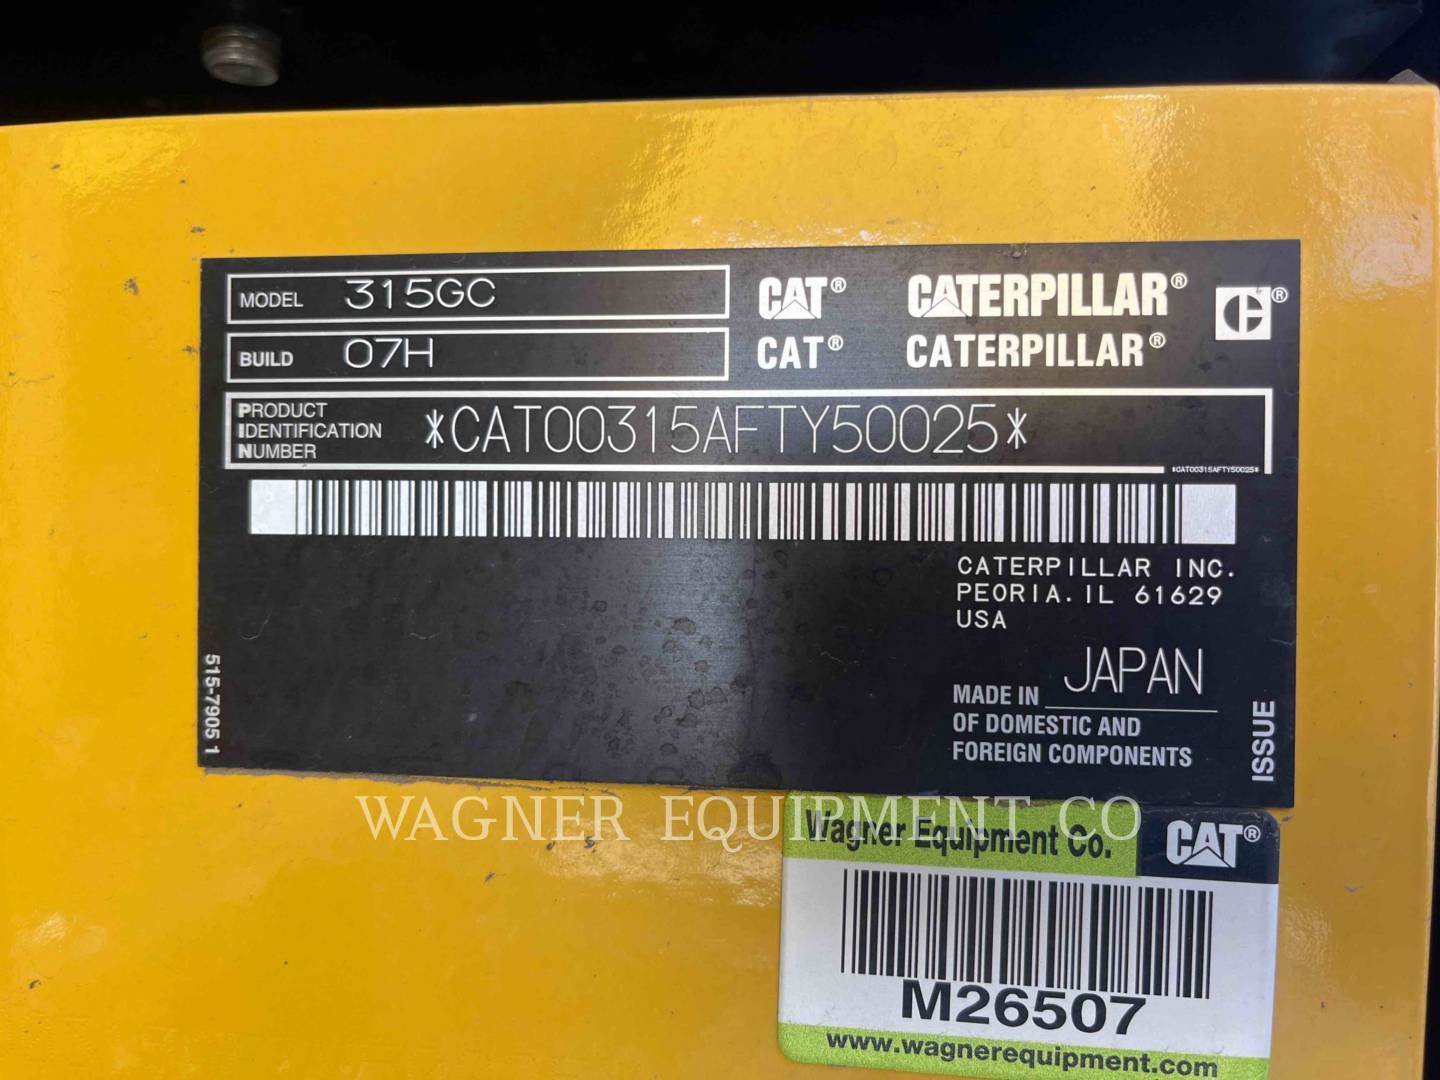 MODEL 315GC
BUILD 07H
CAT® CATERPILLAR® C®
CAT® CATERPILLAR®
PRODUCT
IDENTIFICATION
NUMBER
*CAT00315AFTY50025*
*CAT00315AFTY50025*
CATERPILLAR INC.
PEORIA. IL 61629
USA
MADE IN JAPAN
OF DOMESTIC AND
FOREIGN COMPONENTS
ISSUE
515-7905 1
WAGNER EQUIPMENT CO
Wagner Equipment Co. CAT®
M26507
www.wagnerequipment.com